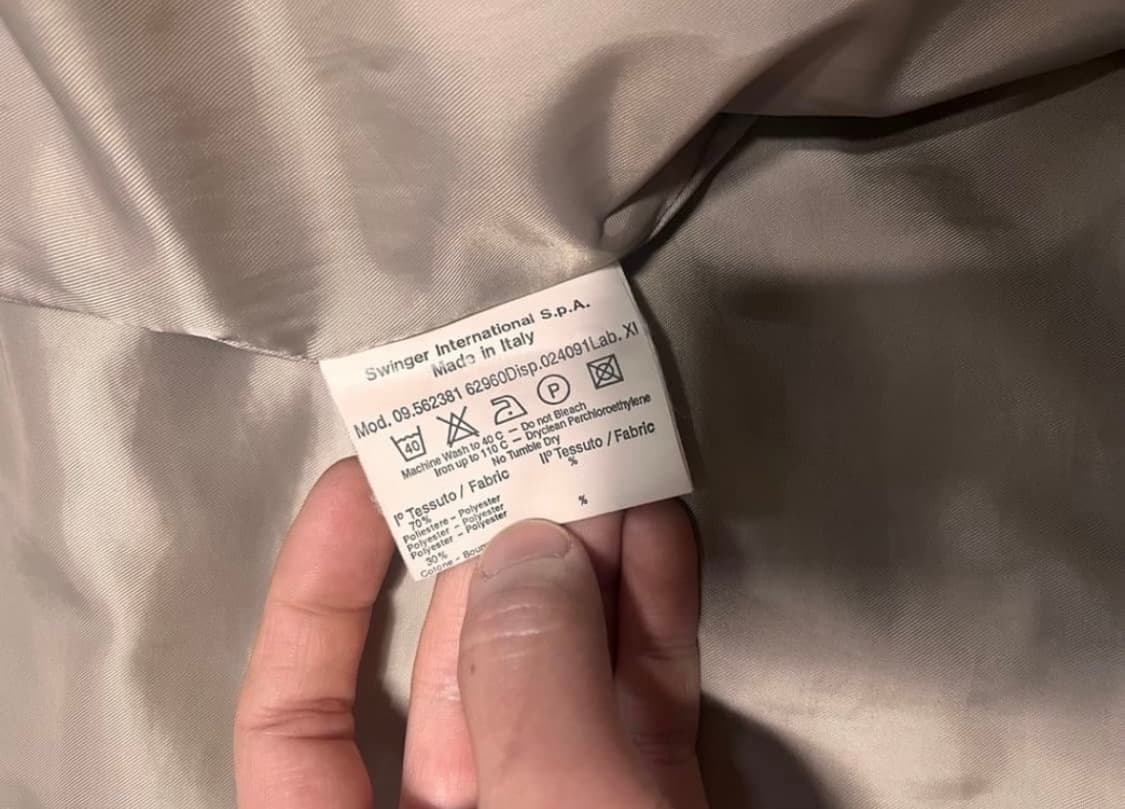 Swinger International S.p.A.
Made in Italy
Mod. 09.562381 62960Disp.024091Lab. XI
40 P
Machine Wash to 40 C – Do not Bleach
Iron up to 110 C – Dryclean Perchloroethylene
No Tumble Dry
I° Tessuto / Fabric II° Tessuto / Fabric
70% %
Poliestere – Polyester
Polyester – Polyester
Polyester – Polyester
30% %
Cotone –